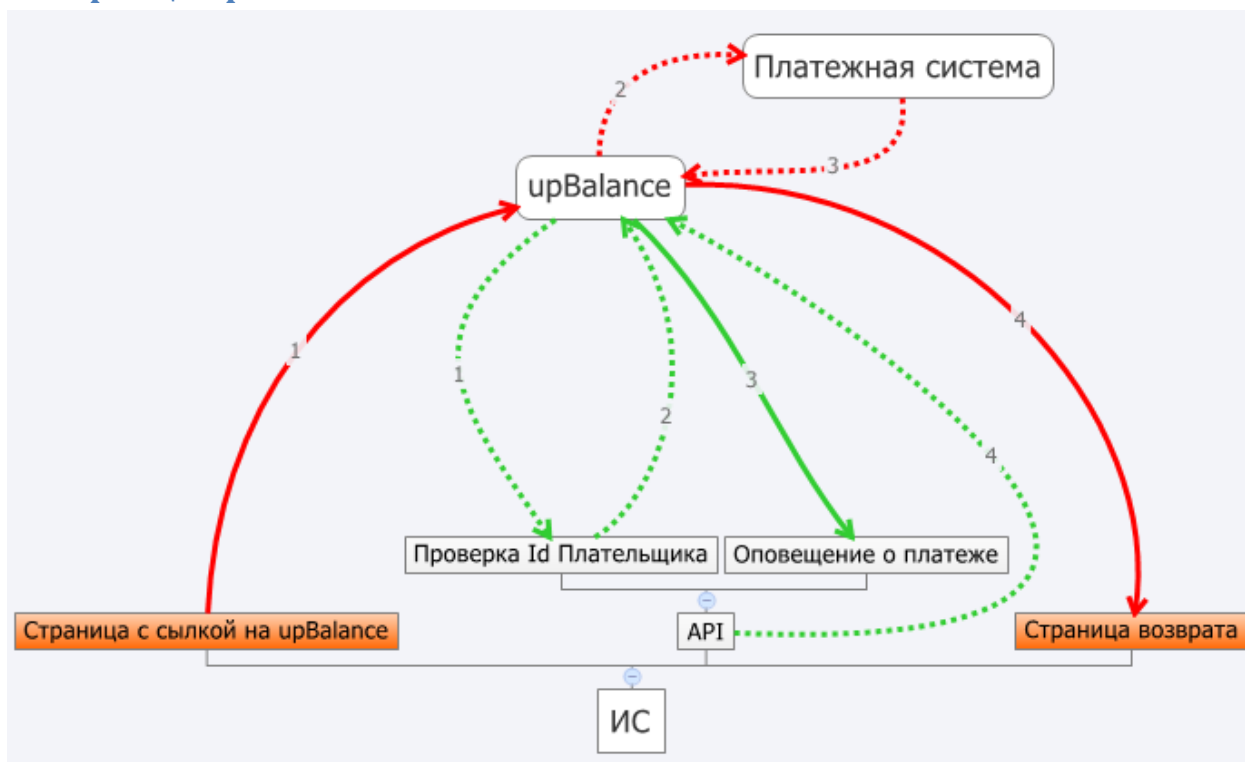 Платежная система
2
3
upBalance
1
4
1
3
2
4
Проверка Id Плательщика
Оповещение о платеже
Страница с сылкой на upBalance
API
Страница возврата
ИС